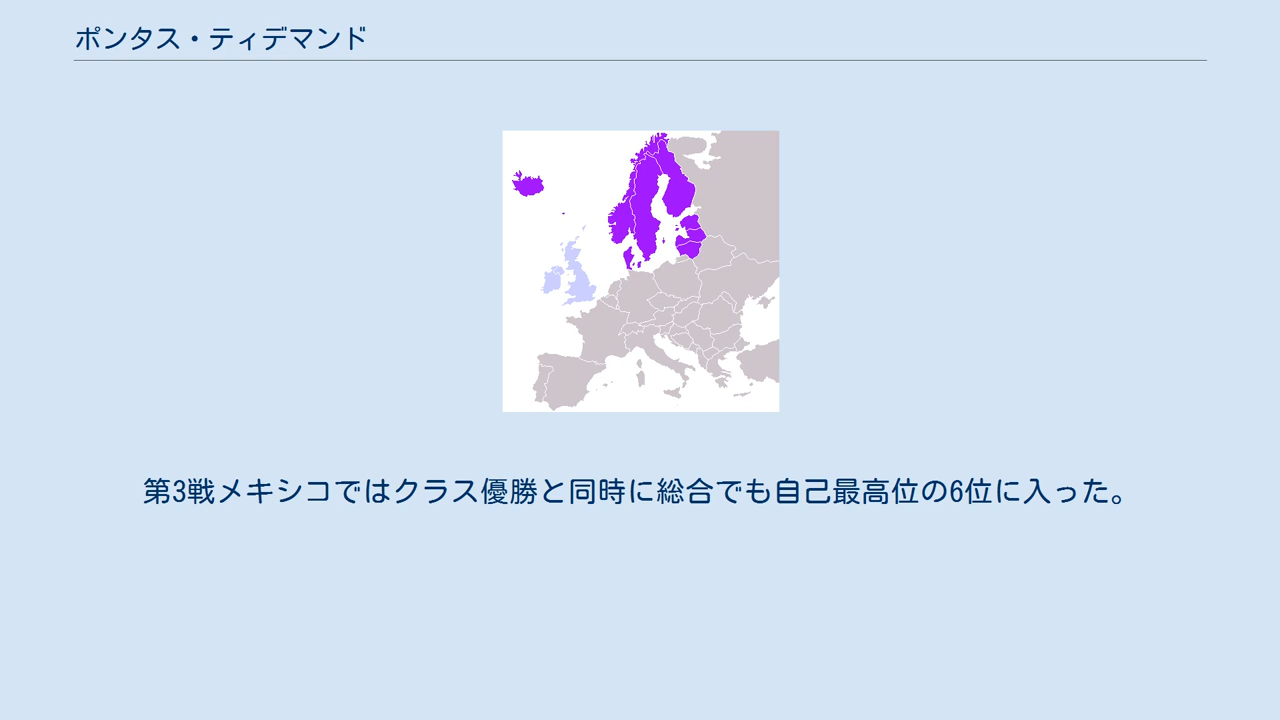 ポンタス・ティデマンド
第3戦メキシコではクラス優勝と同時に総合でも自己最高位の6位に入った。